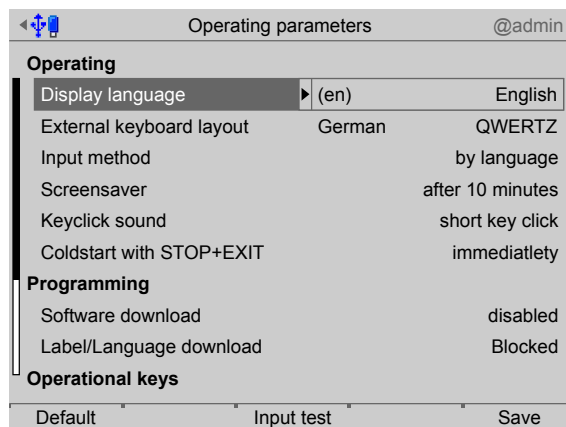 Operating parameters @admin
Operating
Display language (en) English
External keyboard layout German QWERTZ
Input method by language
Screensaver after 10 minutes
Keyclick sound short key click
Coldstart with STOP+EXIT immediatlety
Programming
Software download disabled
Label/Language download Blocked
Operational keys
Default Input test Save